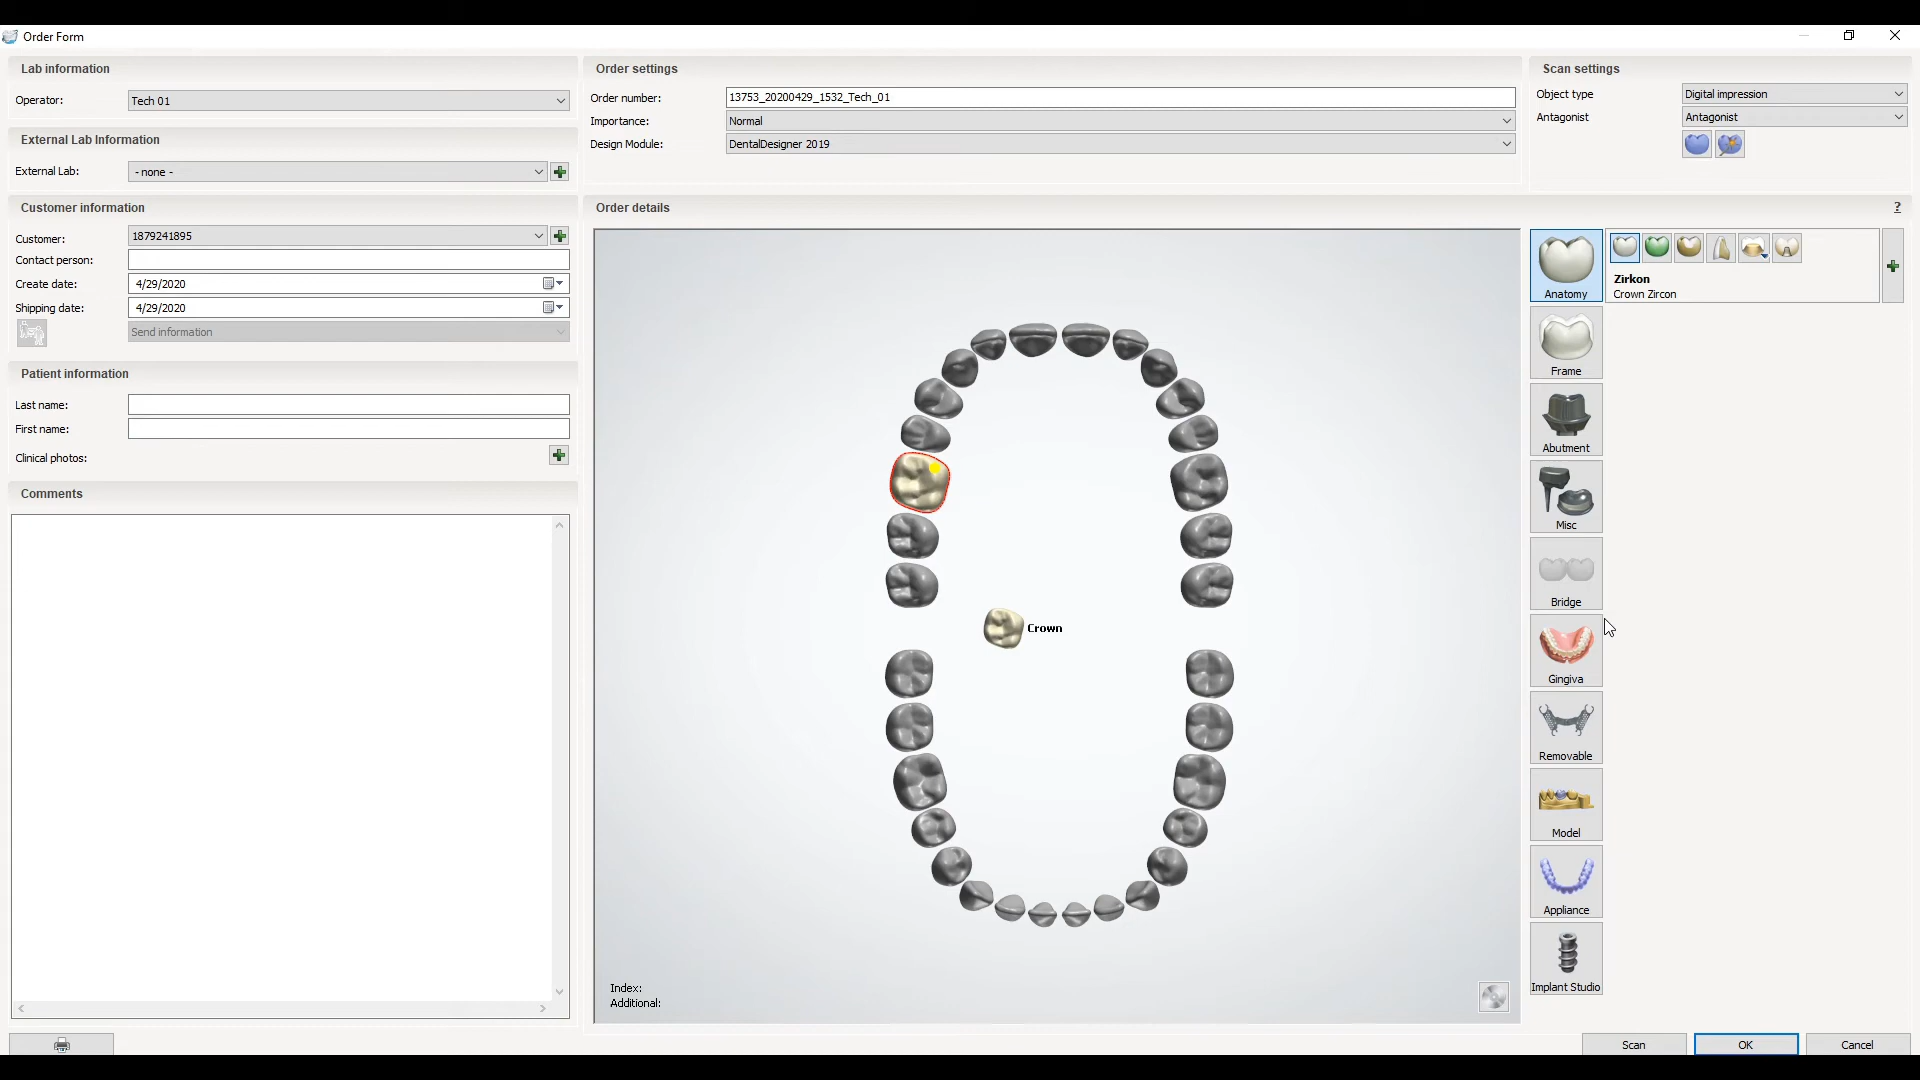 Order Form
Lab information
Operator: Tech 01
External Lab Information
External Lab: - none -
Customer information
Customer: 1879241895
Contact person:
Create date: 4/29/2020
Shipping date: 4/29/2020
Send information
Patient information
Last name:
First name:
Clinical photos:
Comments
Order settings
Order number: 13753_20200429_1532_Tech_01
Importance: Normal
Design Module: DentalDesigner 2019
Scan settings
Object type Digital impression
Antagonist Antagonist
Order details
?
Crown
Index:
Additional:
Anatomy
Zirkon
Crown Zircon
Frame
Abutment
Misc
Bridge
Gingiva
Removable
Model
Appliance
Implant Studio
Scan
OK
Cancel